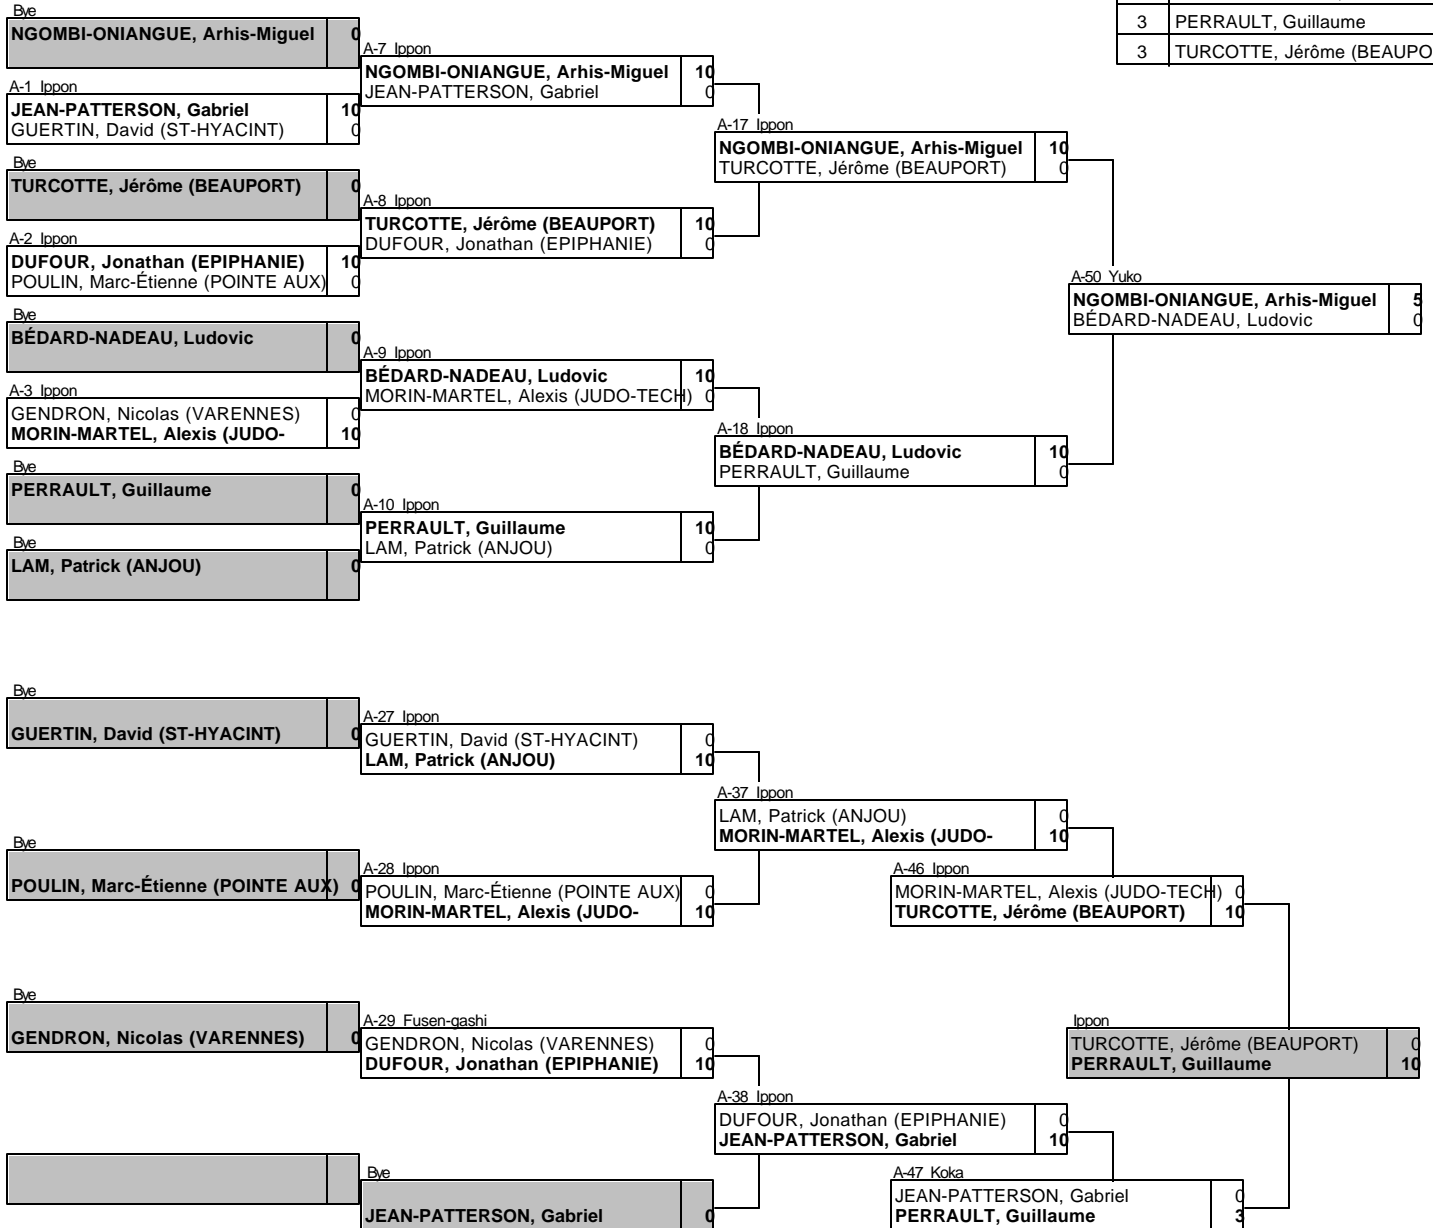 Bye
NGOMBI-ONIANGUE, Arhis-Miguel 0
3 PERRAULT, Guillaume
3 TURCOTTE, Jérôme (BEAUPO
A-7 Ippon
NGOMBI-ONIANGUE, Arhis-Miguel 10
JEAN-PATTERSON, Gabriel 0
A-1 Ippon
JEAN-PATTERSON, Gabriel 10
GUERTIN, David (ST-HYACINT) 0
A-17 Ippon
NGOMBI-ONIANGUE, Arhis-Miguel 10
TURCOTTE, Jérôme (BEAUPORT) 0
Bye
TURCOTTE, Jérôme (BEAUPORT) 0
A-8 Ippon
TURCOTTE, Jérôme (BEAUPORT) 10
DUFOUR, Jonathan (EPIPHANIE) 0
A-2 Ippon
DUFOUR, Jonathan (EPIPHANIE) 10
POULIN, Marc-Étienne (POINTE AUX) 0
A-50 Yuko
NGOMBI-ONIANGUE, Arhis-Miguel 5
BÉDARD-NADEAU, Ludovic 0
Bye
BÉDARD-NADEAU, Ludovic 0
A-9 Ippon
BÉDARD-NADEAU, Ludovic 10
MORIN-MARTEL, Alexis (JUDO-TECH) 0
A-3 Ippon
GENDRON, Nicolas (VARENNES) 0
MORIN-MARTEL, Alexis (JUDO- 10
A-18 Ippon
BÉDARD-NADEAU, Ludovic 10
PERRAULT, Guillaume 0
Bye
PERRAULT, Guillaume 0
A-10 Ippon
PERRAULT, Guillaume 10
LAM, Patrick (ANJOU) 0
Bye
LAM, Patrick (ANJOU) 0
Bye
GUERTIN, David (ST-HYACINT) 0
A-27 Ippon
GUERTIN, David (ST-HYACINT) 0
LAM, Patrick (ANJOU) 10
A-37 Ippon
LAM, Patrick (ANJOU) 0
MORIN-MARTEL, Alexis (JUDO- 10
Bye
POULIN, Marc-Étienne (POINTE AUX) 0
A-28 Ippon
POULIN, Marc-Étienne (POINTE AUX) 0
MORIN-MARTEL, Alexis (JUDO- 10
A-46 Ippon
MORIN-MARTEL, Alexis (JUDO-TECH) 0
TURCOTTE, Jérôme (BEAUPORT) 10
Bye
GENDRON, Nicolas (VARENNES) 0
A-29 Fusen-gashi
GENDRON, Nicolas (VARENNES) 0
DUFOUR, Jonathan (EPIPHANIE) 10
Ippon
TURCOTTE, Jérôme (BEAUPORT) 0
PERRAULT, Guillaume 10
A-38 Ippon
DUFOUR, Jonathan (EPIPHANIE) 0
JEAN-PATTERSON, Gabriel 10
Bye
JEAN-PATTERSON, Gabriel 0
A-47 Koka
JEAN-PATTERSON, Gabriel 0
PERRAULT, Guillaume 3